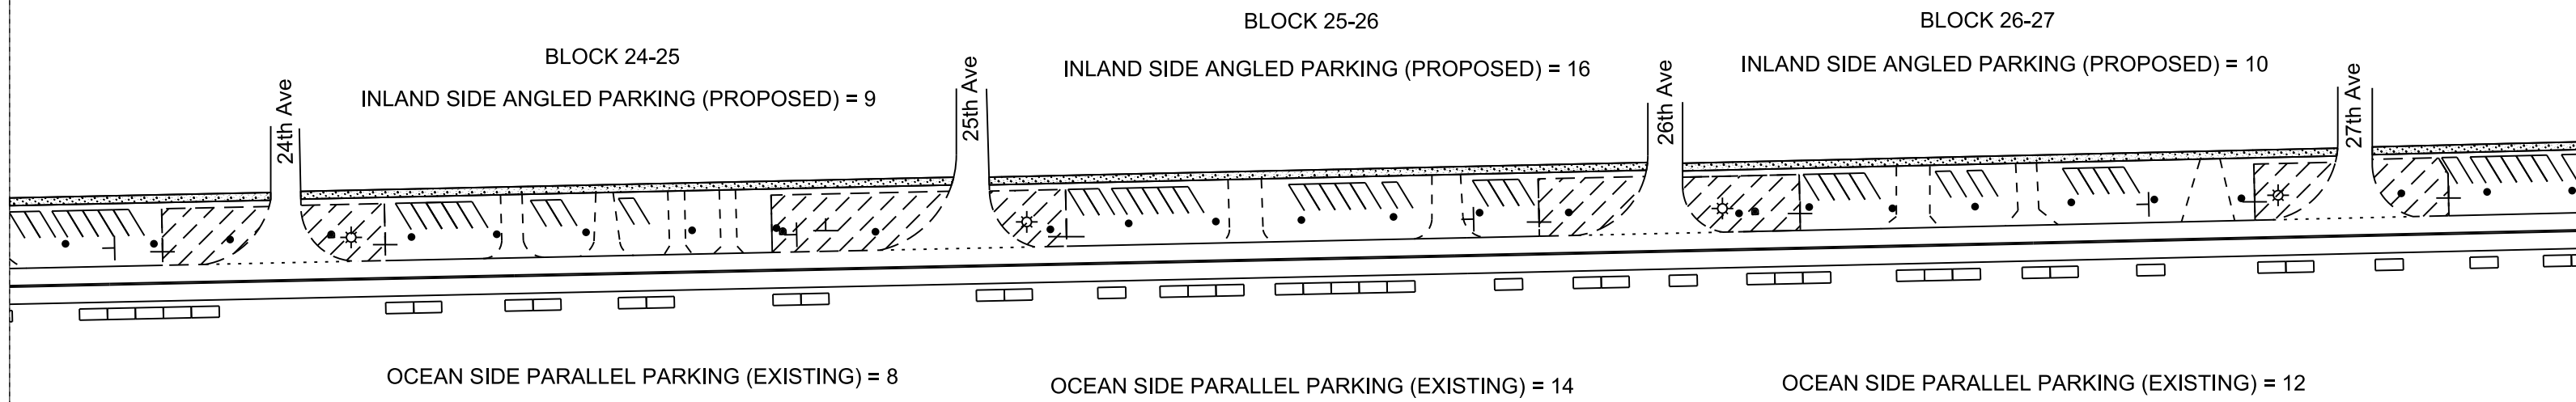 BLOCK 24-25
INLAND SIDE ANGLED PARKING (PROPOSED) = 9
BLOCK 25-26
INLAND SIDE ANGLED PARKING (PROPOSED) = 16
BLOCK 26-27
INLAND SIDE ANGLED PARKING (PROPOSED) = 10
24th Ave
25th Ave
26th Ave
27th Ave
OCEAN SIDE PARALLEL PARKING (EXISTING) = 8
OCEAN SIDE PARALLEL PARKING (EXISTING) = 14
OCEAN SIDE PARALLEL PARKING (EXISTING) = 12